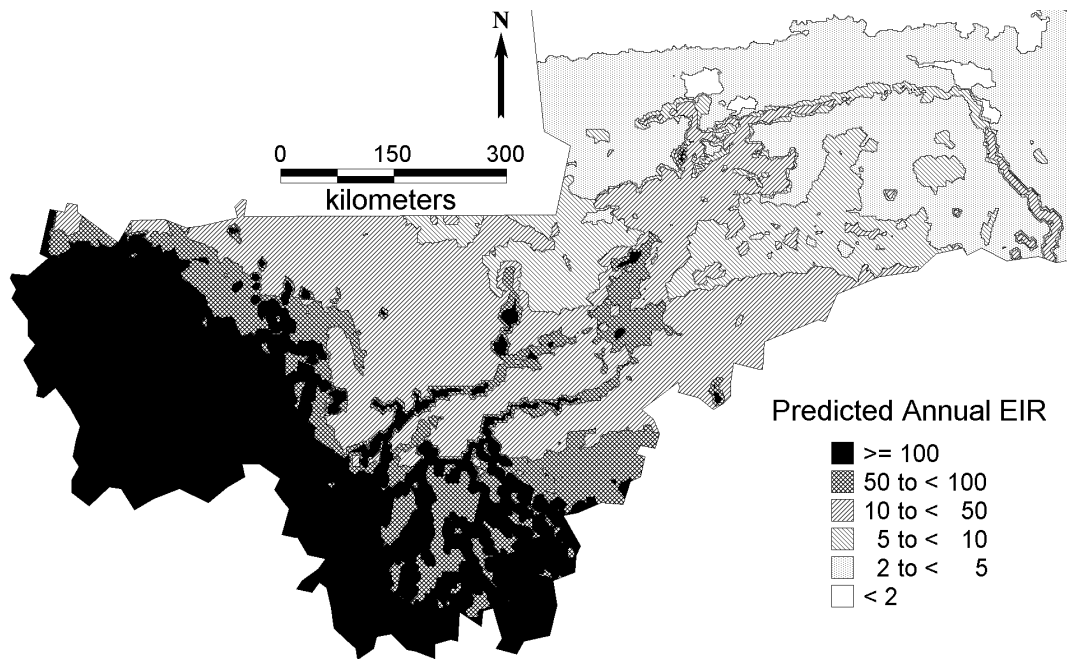 N
0 150 300
kilometers
Predicted Annual EIR
>= 100
50 to < 100
10 to < 50
5 to < 10
2 to < 5
< 2